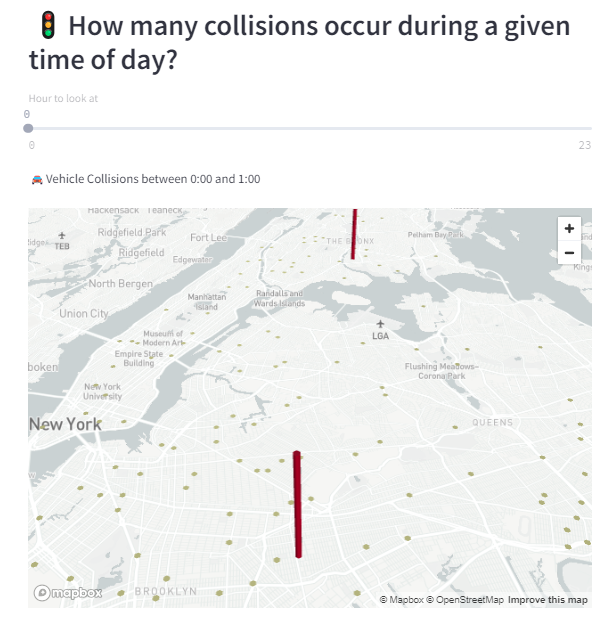 🚦 How many collisions occur during a given
time of day?
Hour to look at
0
0 23
🚘 Vehicle Collisions between 0:00 and 1:00
Hackensack Teaneck
Ridgefield Park
TEB
Fort Lee
THE BRONX
Pelham Bay Park
+
Ridgefield
Edgewater
−
North Bergen
Manhattan
Island
Randalls and
Wards Islands
Union City
LGA
Museum of
Modern Art
Empire State
Building
Flushing Meadows-
Corona Park
New York
University
New York
QUEENS
BROOKLYN
mapbox
© Mapbox © OpenStreetMap Improve this map